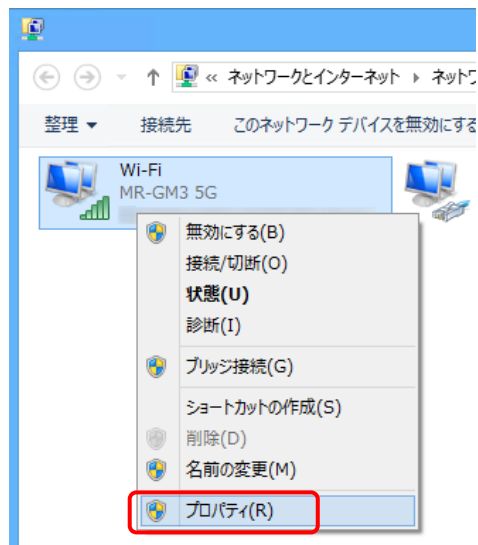 « ネットワークとインターネット ▸ ネットワ
整理 ▼ 接続先 このネットワーク デバイスを無効にする
Wi-Fi
MR-GM3 5G
無効にする(B)
接続/切断(O)
状態(U)
診断(I)
ブリッジ接続(G)
ショートカットの作成(S)
削除(D)
名前の変更(M)
プロパティ(R)